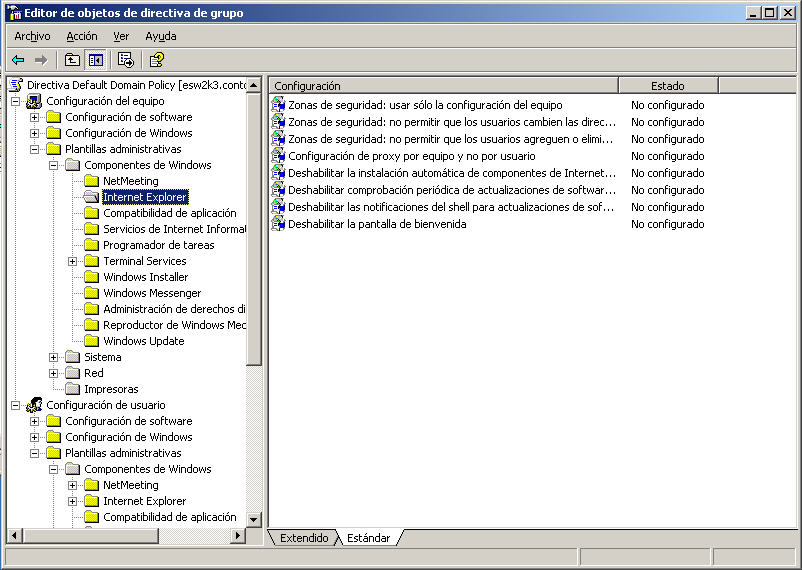 Editor de objetos de directiva de grupo
Archivo Acción Ver Ayuda
Directiva Default Domain Policy [esw2k3.conto
Configuración del equipo
Configuración de software
Configuración de Windows
Plantillas administrativas
Componentes de Windows
NetMeeting
Internet Explorer
Compatibilidad de aplicación
Servicios de Internet Informa
Programador de tareas
Terminal Services
Windows Installer
Windows Messenger
Administración de derechos di
Reproductor de Windows Mec
Windows Update
Sistema
Red
Impresoras
Configuración de usuario
Configuración de software
Configuración de Windows
Plantillas administrativas
Componentes de Windows
NetMeeting
Internet Explorer
Compatibilidad de aplicación
Configuración Estado
Zonas de seguridad: usar sólo la configuración del equipo No configurado
Zonas de seguridad: no permitir que los usuarios cambien las direc... No configurado
Zonas de seguridad: no permitir que los usuarios agreguen o elimi... No configurado
Configuración de proxy por equipo y no por usuario No configurado
Deshabilitar la instalación automática de componentes de Internet... No configurado
Deshabilitar comprobación periódica de actualizaciones de softwar... No configurado
Deshabilitar las notificaciones del shell para actualizaciones de sof... No configurado
Deshabilitar la pantalla de bienvenida No configurado
Extendido Estándar